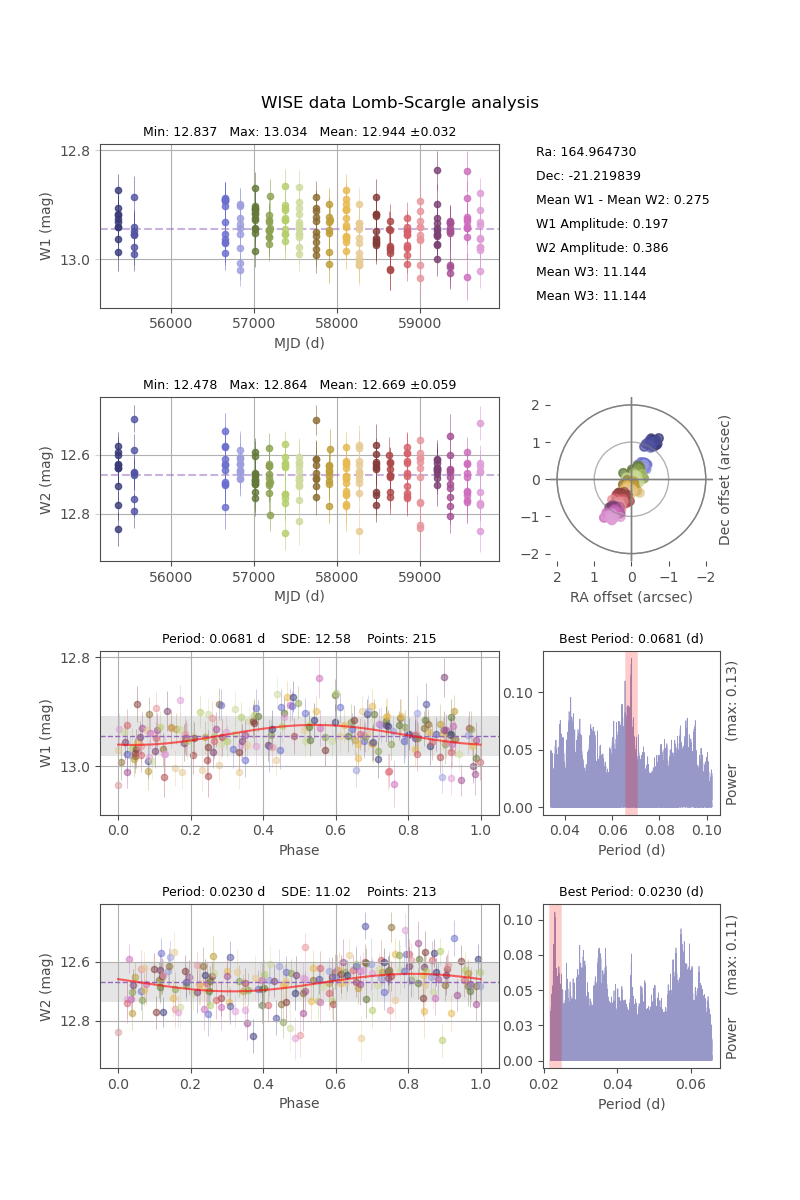 WISE data Lomb-Scargle analysis
Min: 12.837   Max: 13.034   Mean: 12.944 ±0.032
12.8
13.0
W1 (mag)
56000 57000 58000 59000
MJD (d)
Ra: 164.964730
Dec: -21.219839
Mean W1 - Mean W2: 0.275
W1 Amplitude: 0.197
W2 Amplitude: 0.386
Mean W3: 11.144
Mean W3: 11.144
Min: 12.478   Max: 12.864   Mean: 12.669 ±0.059
12.6
12.8
W2 (mag)
56000 57000 58000 59000
MJD (d)
2
1
0
−1
−2
2 1 0 −1 −2
RA offset (arcsec)
Dec offset (arcsec)
Period: 0.0681 d    SDE: 12.58    Points: 215
12.8
13.0
W1 (mag)
0.0 0.2 0.4 0.6 0.8 1.0
Phase
Best Period: 0.0681 (d)
0.10
0.05
0.00
0.04 0.06 0.08 0.10
Period (d)
Power    (max: 0.13)
Period: 0.0230 d    SDE: 11.02    Points: 213
12.6
12.8
W2 (mag)
0.0 0.2 0.4 0.6 0.8 1.0
Phase
Best Period: 0.0230 (d)
0.10
0.08
0.05
0.03
0.00
0.02 0.04 0.06
Period (d)
Power    (max: 0.11)